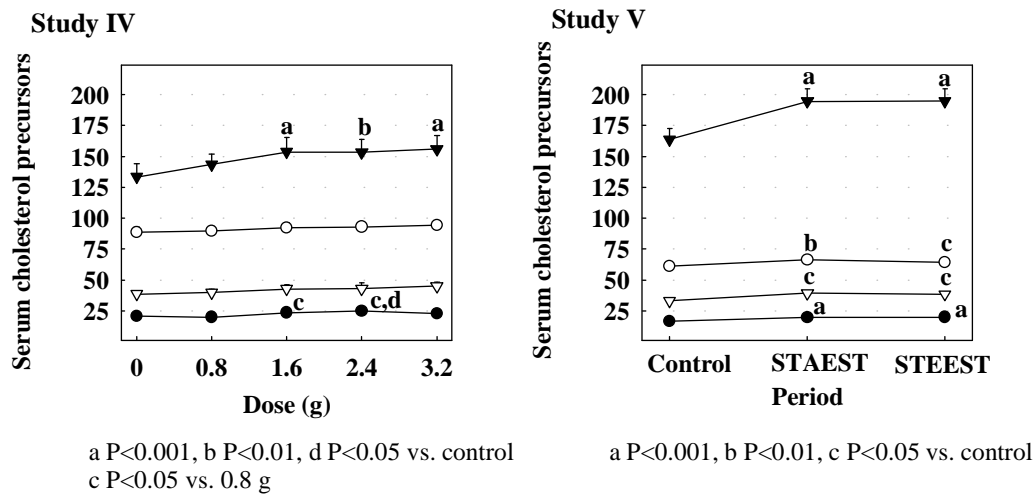 Study IV
Serum cholesterol precursors
200
175
150
125
100
75
50
25
a
b
a
c
c,d
0 0.8 1.6 2.4 3.2
Dose (g)
a P<0.001, b P<0.01, d P<0.05 vs. control
c P<0.05 vs. 0.8 g
Study V
Serum cholesterol precursors
200
175
150
125
100
75
50
25
a a
b c
c c
a a
Control STAEST STEEST
Period
a P<0.001, b P<0.01, c P<0.05 vs. control